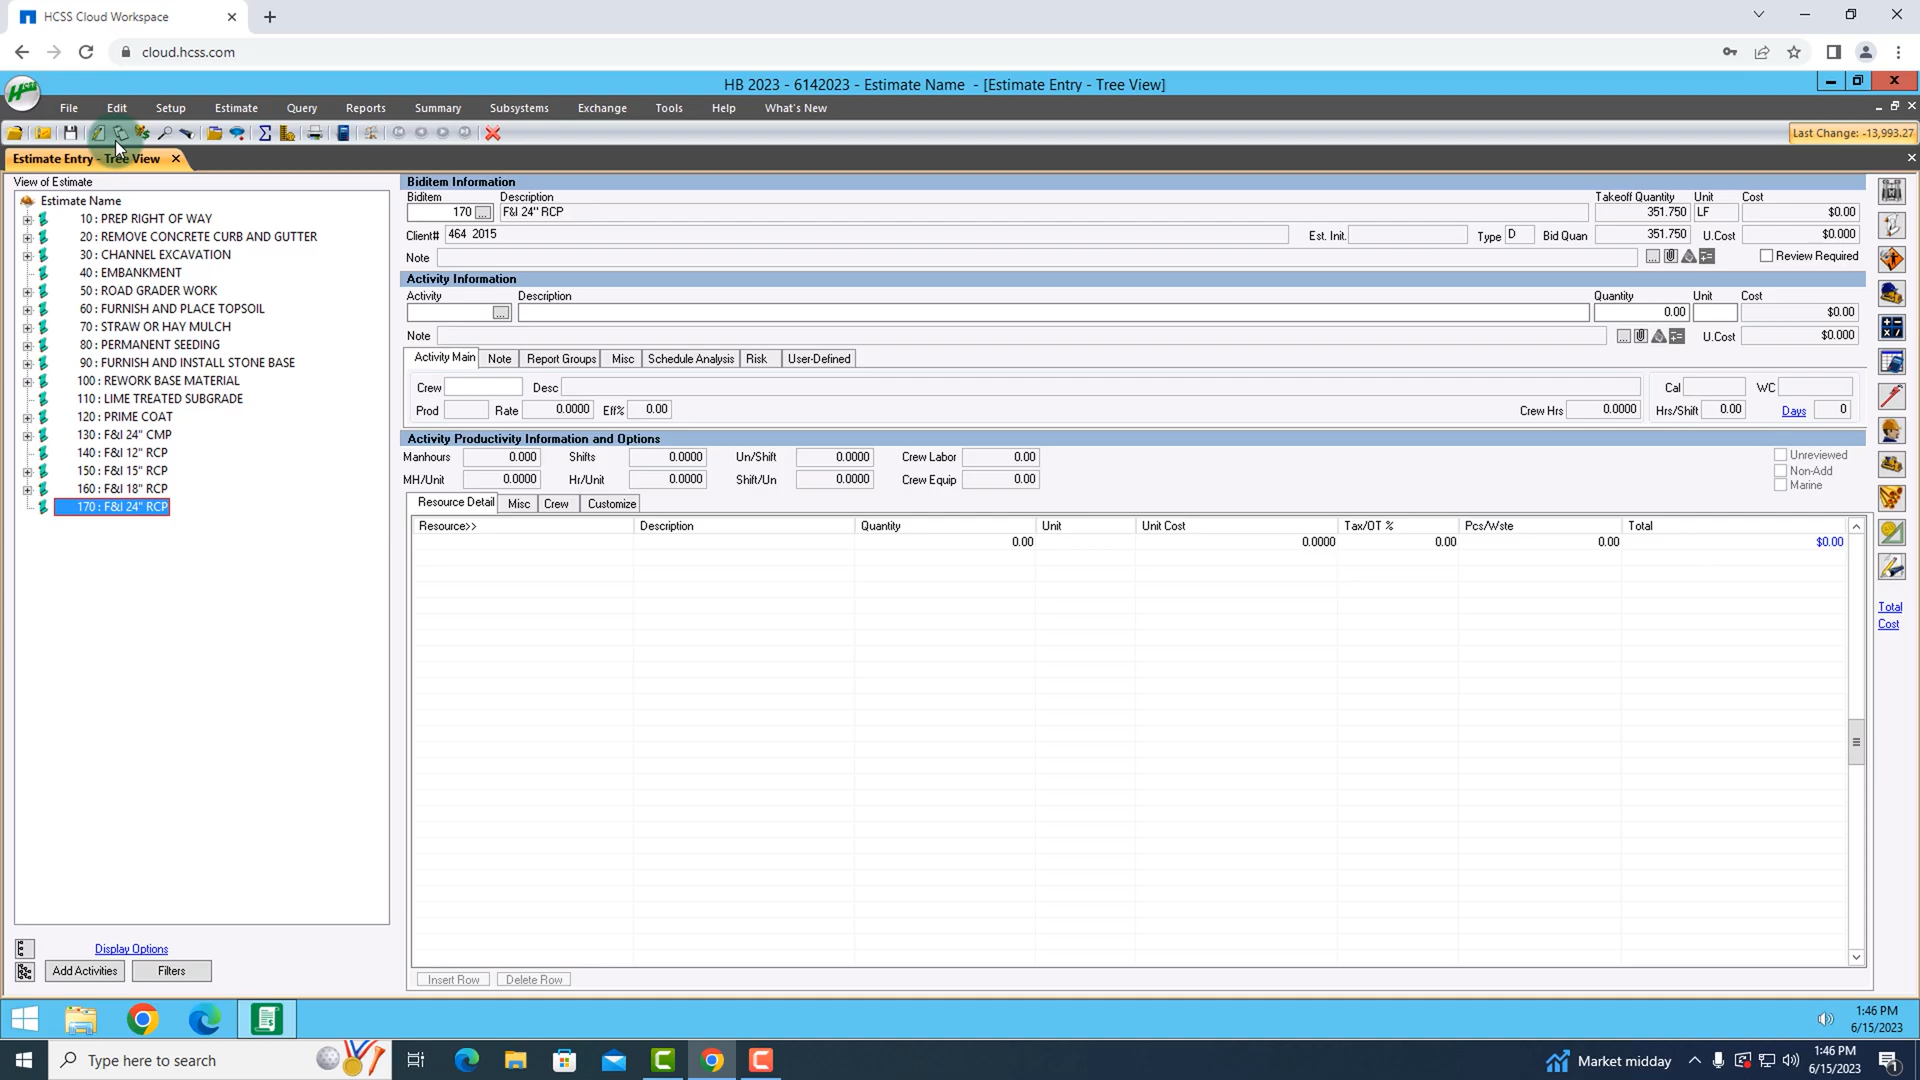 HCSS Cloud Workspace
cloud.hcss.com
HB 2023 - 6142023 - Estimate Name - [Estimate Entry - Tree View]
File Edit Setup Estimate Query Reports Summary Subsystems Exchange Tools Help What's New
Last Change: -13,993.27
Estimate Entry - Tree View
View of Estimate
Estimate Name
10 : PREP RIGHT OF WAY
20 : REMOVE CONCRETE CURB AND GUTTER
30 : CHANNEL EXCAVATION
40 : EMBANKMENT
50 : ROAD GRADER WORK
60 : FURNISH AND PLACE TOPSOIL
70 : STRAW OR HAY MULCH
80 : PERMANENT SEEDING
90 : FURNISH AND INSTALL STONE BASE
100 : REWORK BASE MATERIAL
110 : LIME TREATED SUBGRADE
120 : PRIME COAT
130 : F&I 24" CMP
140 : F&I 12" RCP
150 : F&I 15" RCP
160 : F&I 18" RCP
170 : F&I 24" RCP
Display Options
Add Activities Filters
Biditem Information
Biditem Description Takeoff Quantity Unit Cost
170 ... F&I 24" RCP 351.750 LF $0.00
Client# 464 2015 Est. Init. Type D Bid Quan 351.750 U.Cost $0.000
Note ... Review Required
Activity Information
Activity Description Quantity Unit Cost
... 0.00 $0.00
Note ... U.Cost $0.000
Activity Main Note Report Groups Misc Schedule Analysis Risk User-Defined
Crew Desc Cal WC
Prod Rate 0.0000 Eff% 0.00 Crew Hrs 0.0000 Hrs/Shift 0.00 Days 0
Activity Productivity Information and Options
Manhours 0.000 Shifts 0.0000 Un/Shift 0.0000 Crew Labor 0.00 Unreviewed
Non-Add
MH/Unit 0.0000 Hr/Unit 0.0000 Shift/Un 0.0000 Crew Equip 0.00 Marine
Resource Detail Misc Crew Customize
Resource>> Description Quantity Unit Unit Cost Tax/OT % Pcs/Wste Total
0.00 0.0000 0.00 0.00 $0.00
Insert Row Delete Row
Total
Cost
1:46 PM
6/15/2023
Type here to search
Market midday
1:46 PM
6/15/2023
1